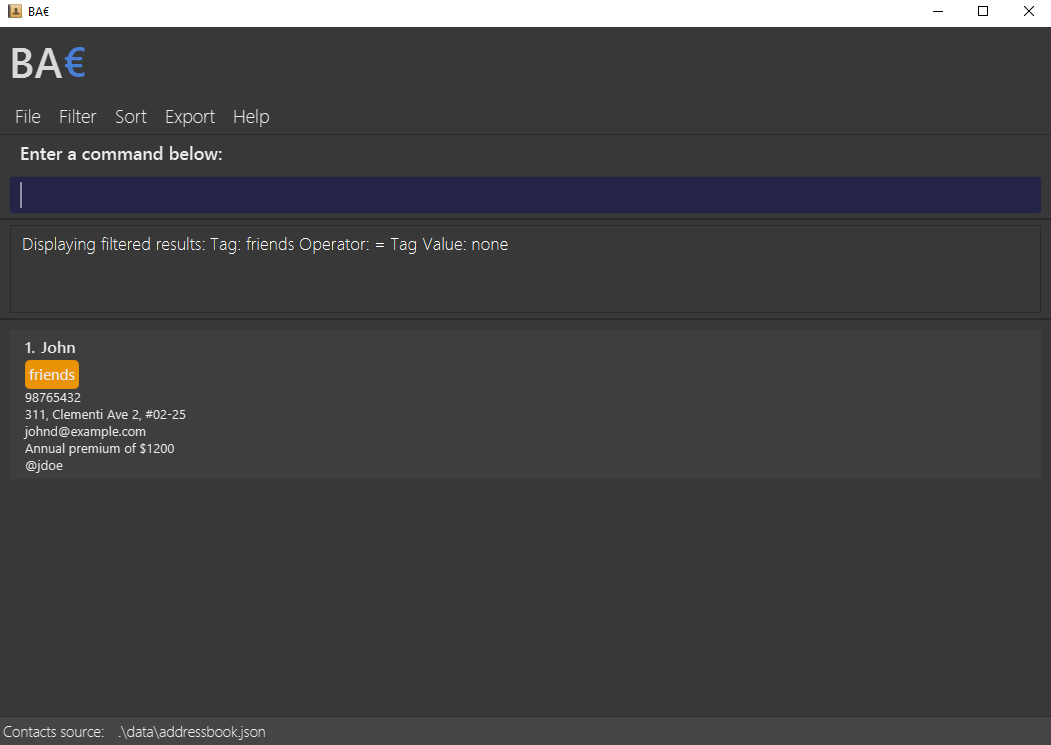 BA€
BA€
File Filter Sort Export Help
Enter a command below:
Displaying filtered results: Tag: friends Operator: = Tag Value: none
1. John
friends
98765432
311, Clementi Ave 2, #02-25
johnd@example.com
Annual premium of $1200
@jdoe
Contacts source: .\data\addressbook.json